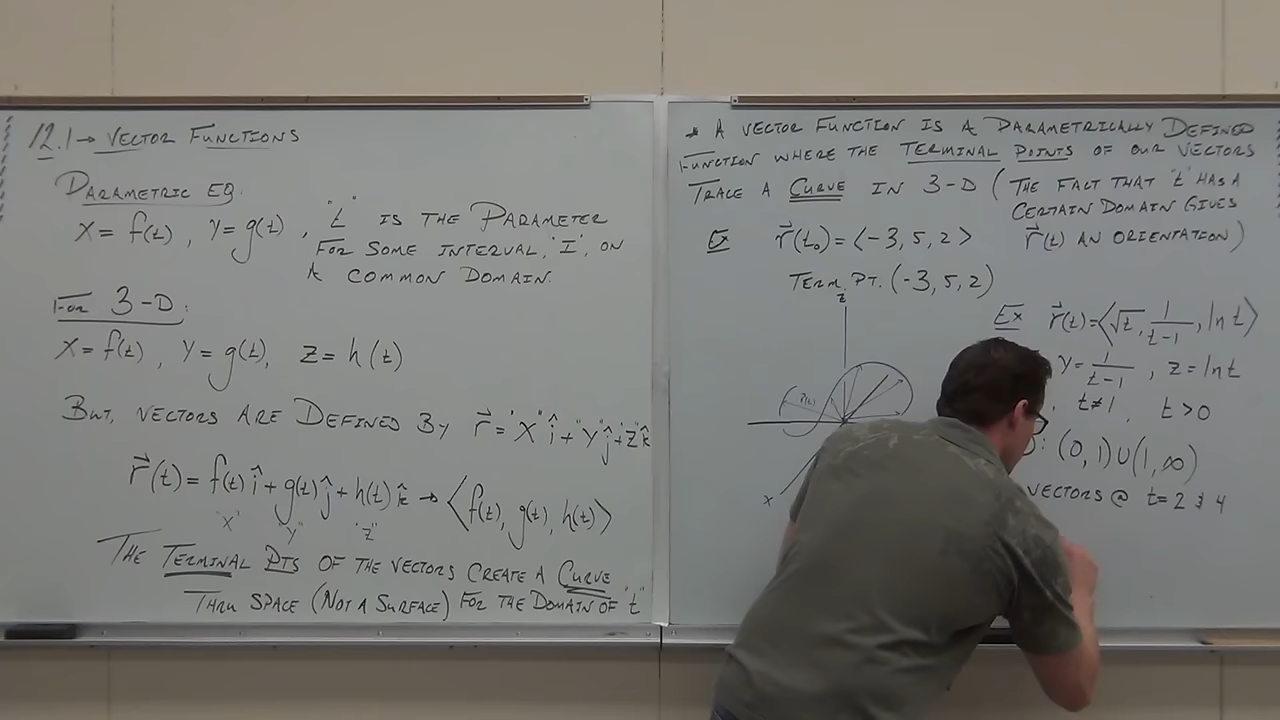 12.1→ VECTOR FUNCTIONS
PARAMETRIC EQ:
X = f(t) , Y = g(t) , "t" IS THE PARAMETER
FOR SOME INTERVAL, 'I', ON
A COMMON DOMAIN.
FOR 3-D:
X = f(t) , Y = g(t), Z = h(t)
BUT, VECTORS ARE DEFINED BY r⃗ = "X" î + "Y" ĵ + "Z" k̂
r⃗(t) = f(t) î + g(t) ĵ + h(t) k̂ → ⟨f(t), g(t), h(t)⟩
"X" "Y" "Z"
THE TERMINAL PTS OF THE VECTORS CREATE A CURVE
THRU SPACE (NOT A SURFACE) FOR THE DOMAIN OF "t"
* A VECTOR FUNCTION IS A PARAMETRICALLY DEFINED
FUNCTION WHERE THE TERMINAL POINTS OF OUR VECTORS
TRACE A CURVE IN 3-D (THE FACT THAT "t" HAS A
CERTAIN DOMAIN GIVES
r⃗(t) AN ORIENTATION)
EX r⃗(t₀) = ⟨-3, 5, 2⟩
TERM. PT. (-3, 5, 2)
Z
X
EX r⃗(t) = ⟨√t, 1/(t-1), ln t⟩
Y = 1/(t-1) , Z = ln t
t ≠ 1, t > 0
: (0, 1) ∪ (1, ∞)
VECTORS @ t = 2 & 4